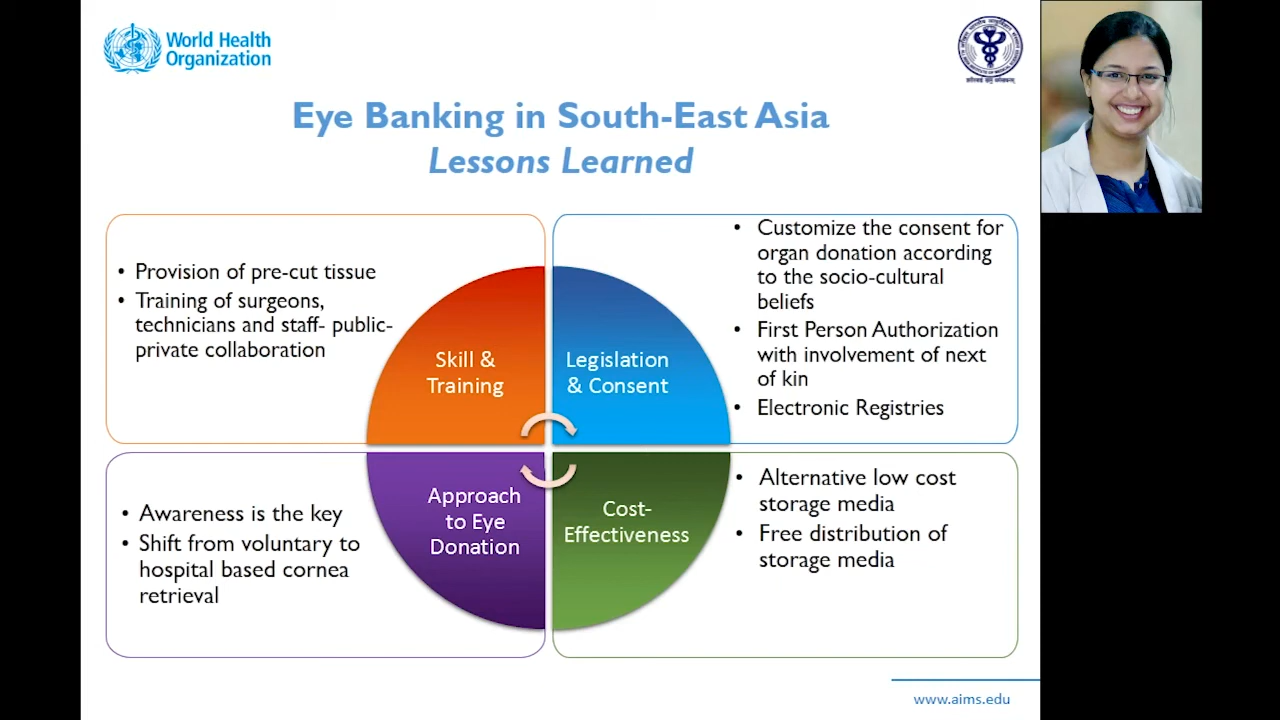 World Health
Organization
Eye Banking in South-East Asia
Lessons Learned
• Provision of pre-cut tissue
• Training of surgeons,
technicians and staff- public-
private collaboration
Skill &
Training
Legislation
& Consent
• Customize the consent for
organ donation according
to the socio-cultural
beliefs
• First Person Authorization
with involvement of next
of kin
• Electronic Registries
• Awareness is the key
• Shift from voluntary to
hospital based cornea
retrieval
Approach
to Eye
Donation
Cost-
Effectiveness
• Alternative low cost
storage media
• Free distribution of
storage media
www.aims.edu